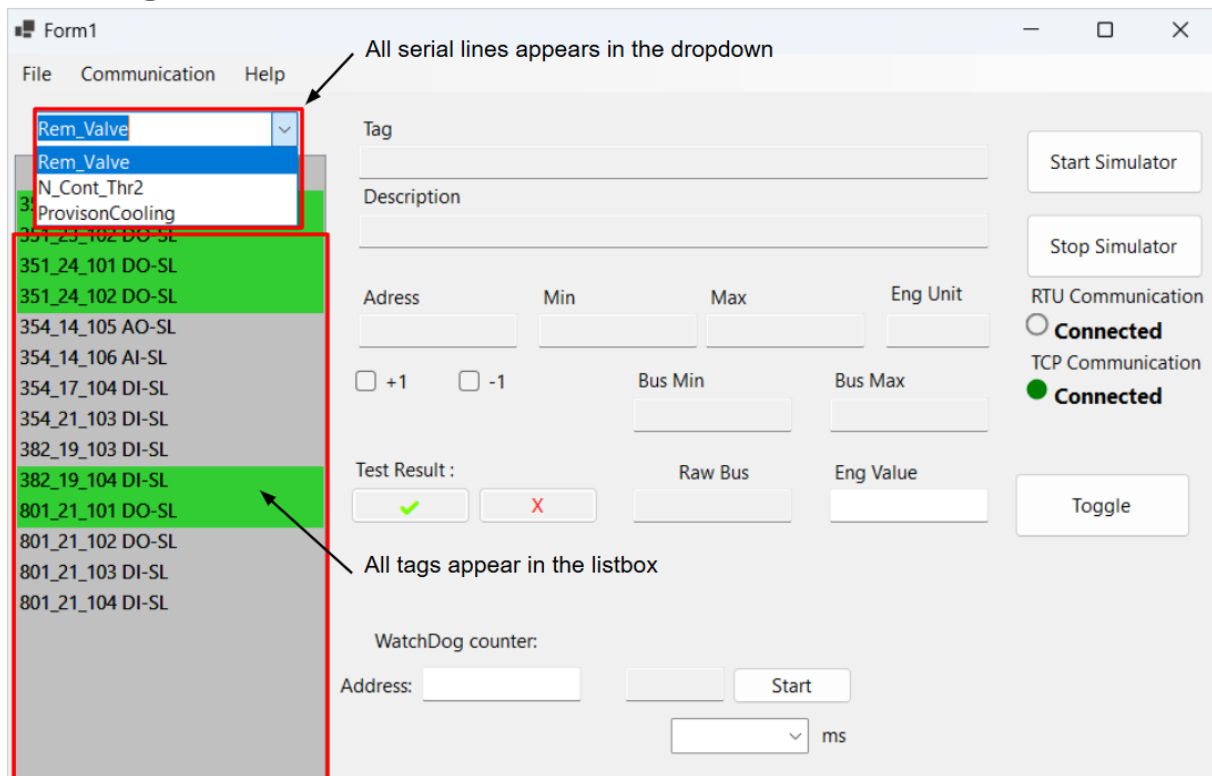 Form1
All serial lines appears in the dropdown
File Communication Help
Rem_Valve
Rem_Valve
N_Cont_Thr2
ProvisonCooling
351_23_102 DO-SL
351_24_101 DO-SL
351_24_102 DO-SL
354_14_105 AO-SL
354_14_106 AI-SL
354_17_104 DI-SL
354_21_103 DI-SL
382_19_103 DI-SL
382_19_104 DI-SL
801_21_101 DO-SL
801_21_102 DO-SL
801_21_103 DI-SL
801_21_104 DI-SL
Tag
Description
Adress Min Max Eng Unit
+1 -1 Bus Min Bus Max
Test Result : Raw Bus Eng Value
X
All tags appear in the listbox
WatchDog counter:
Address: Start
ms
Start Simulator
Stop Simulator
RTU Communication
Connected
TCP Communication
Connected
Toggle